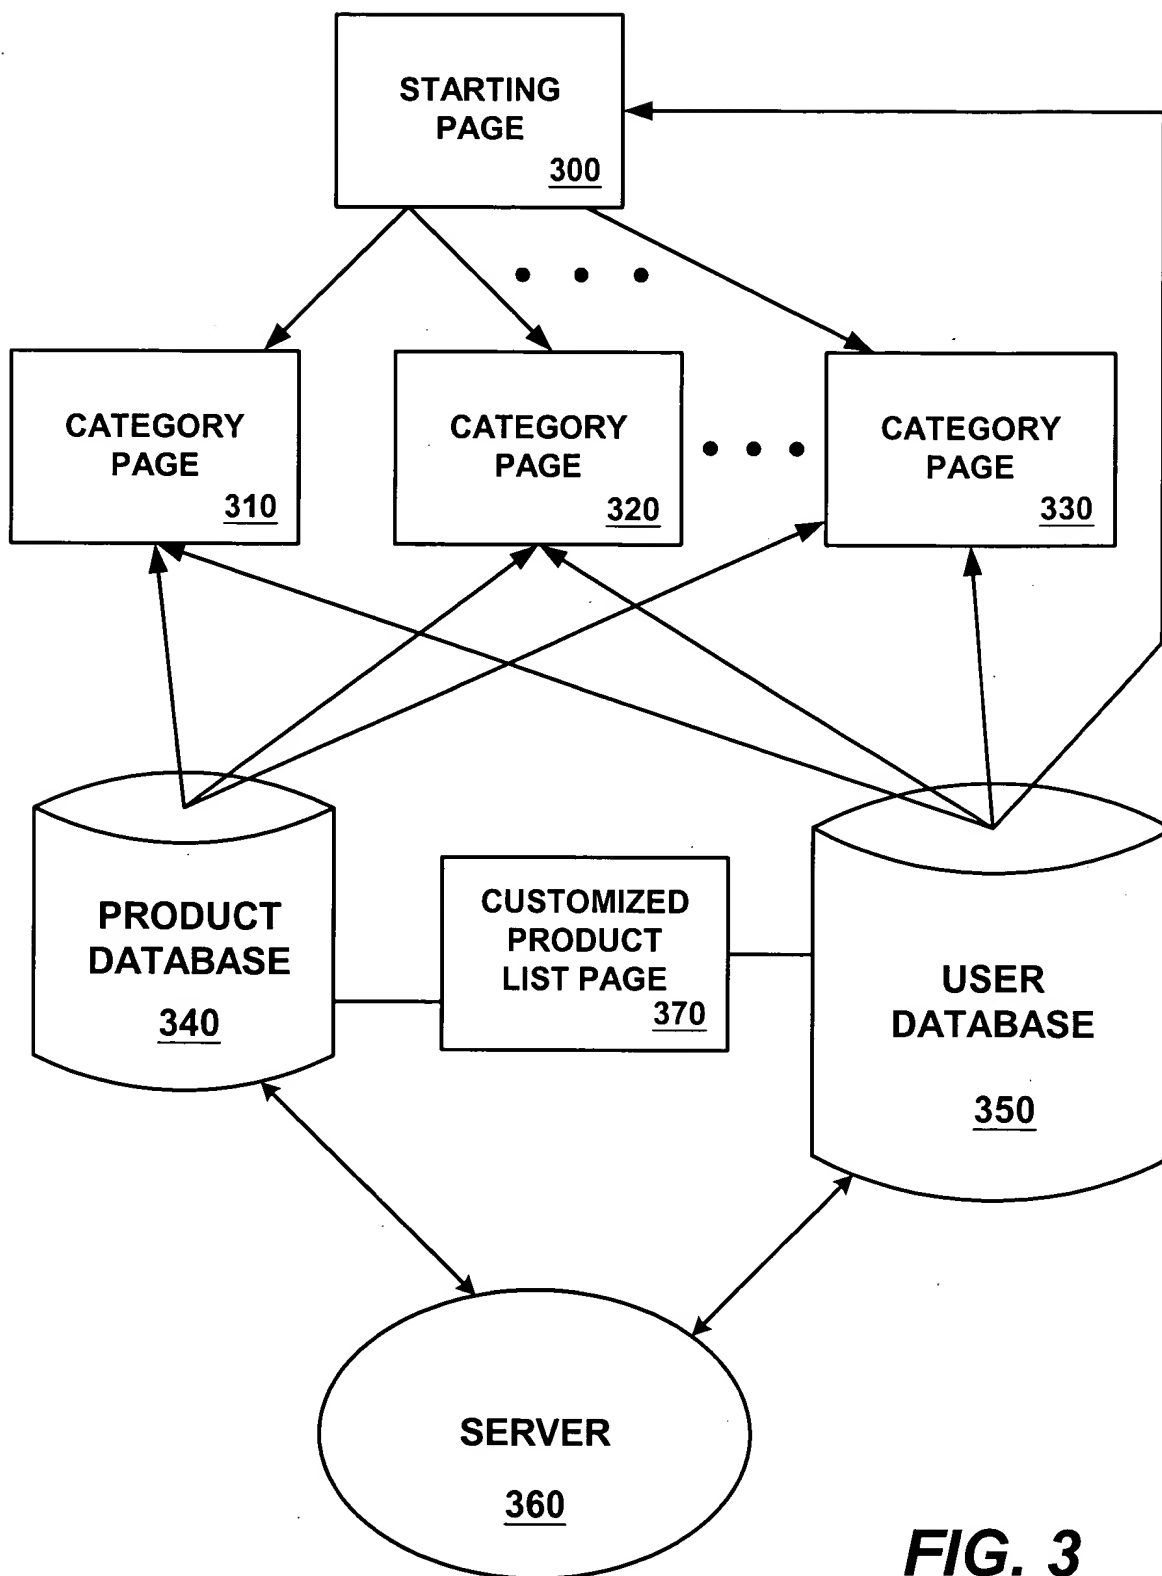 STARTING
PAGE
300
CATEGORY
PAGE
310
CATEGORY
PAGE
320
CATEGORY
PAGE
330
PRODUCT
DATABASE
340
CUSTOMIZED
PRODUCT
LIST PAGE
370
USER
DATABASE
350
SERVER
360
FIG. 3